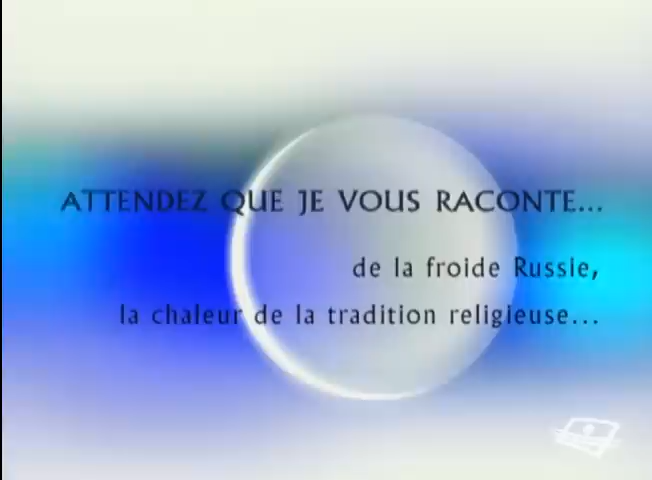 ATTENDEZ QUE JE VOUS RACONTE...
de la froide Russie,
la chaleur de la tradition religieuse...